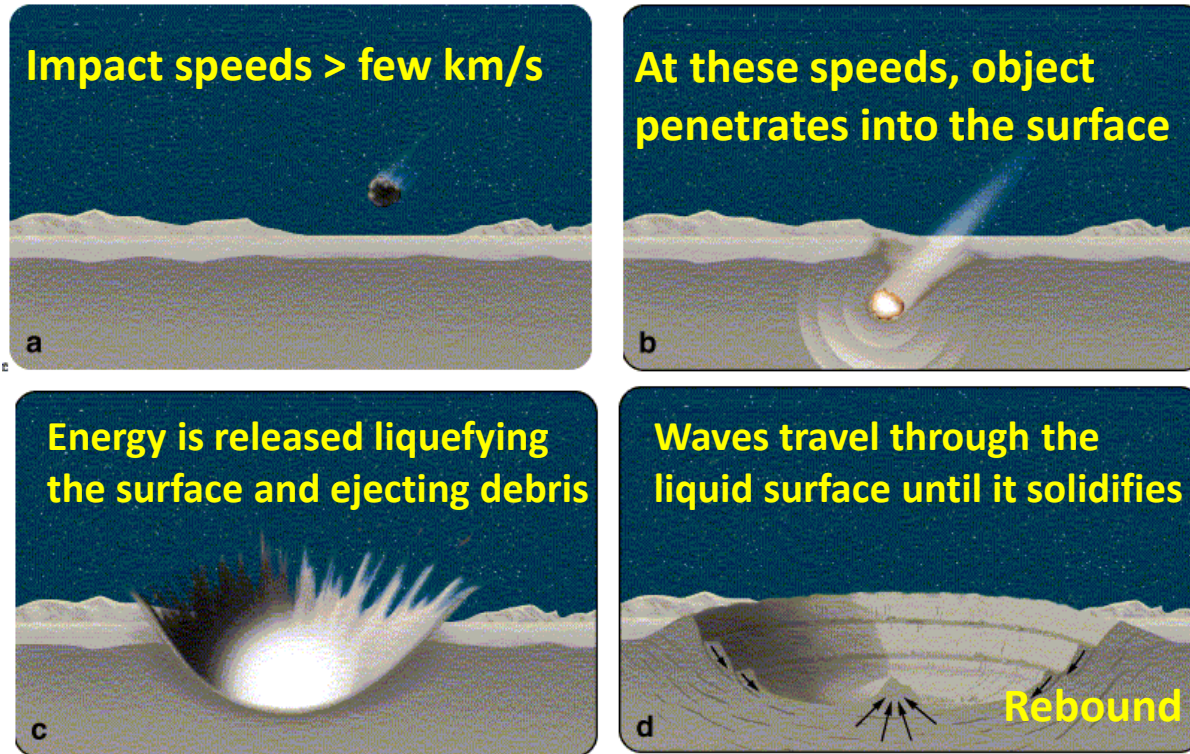 Impact speeds > few km/s
a
At these speeds, object
penetrates into the surface
b
Energy is released liquefying
the surface and ejecting debris
c
Waves travel through the
liquid surface until it solidifies
Rebound
d